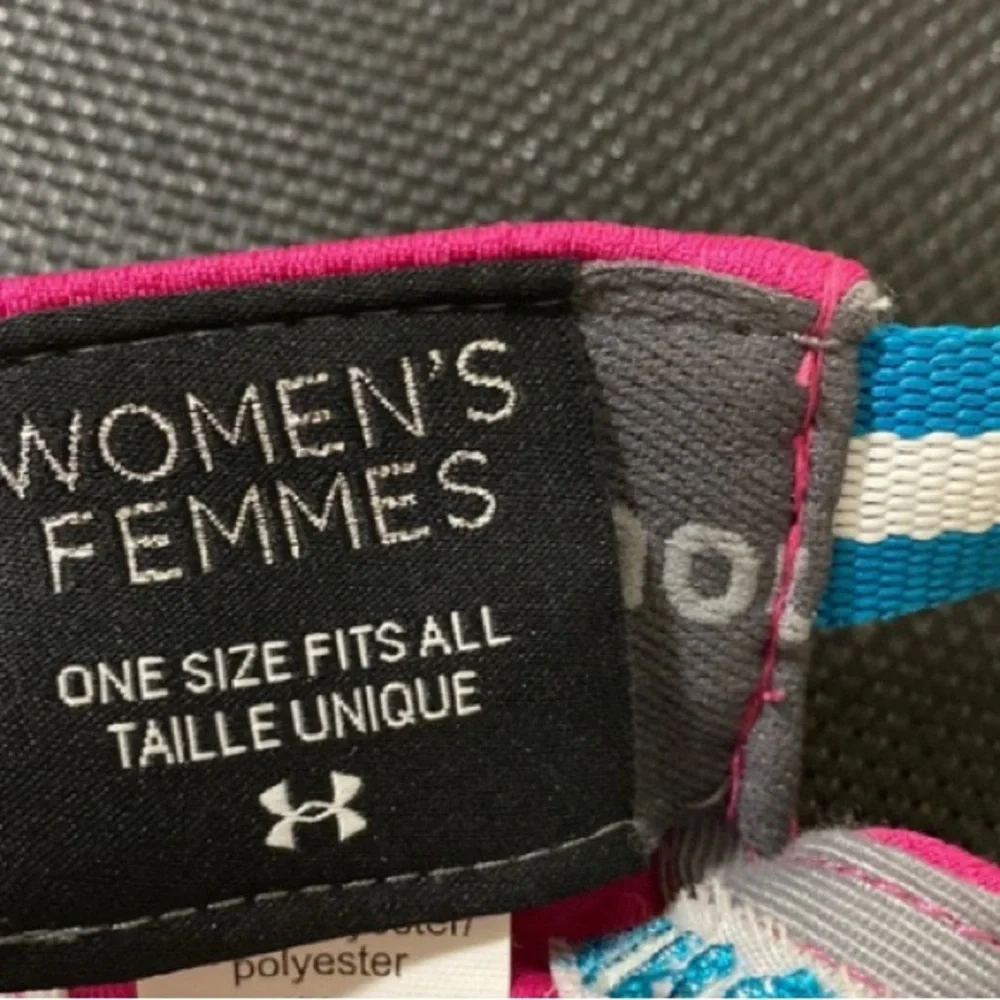 WOMEN'S
FEMMES
ONE SIZE FITS ALL
TAILLE UNIQUE
polyester